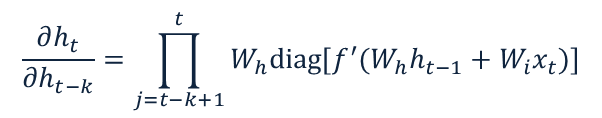 ∂h_t/∂h_{t−k} = ∏_{j=t−k+1}^{t} W_h diag[f′(W_h h_{t−1} + W_i x_t)]